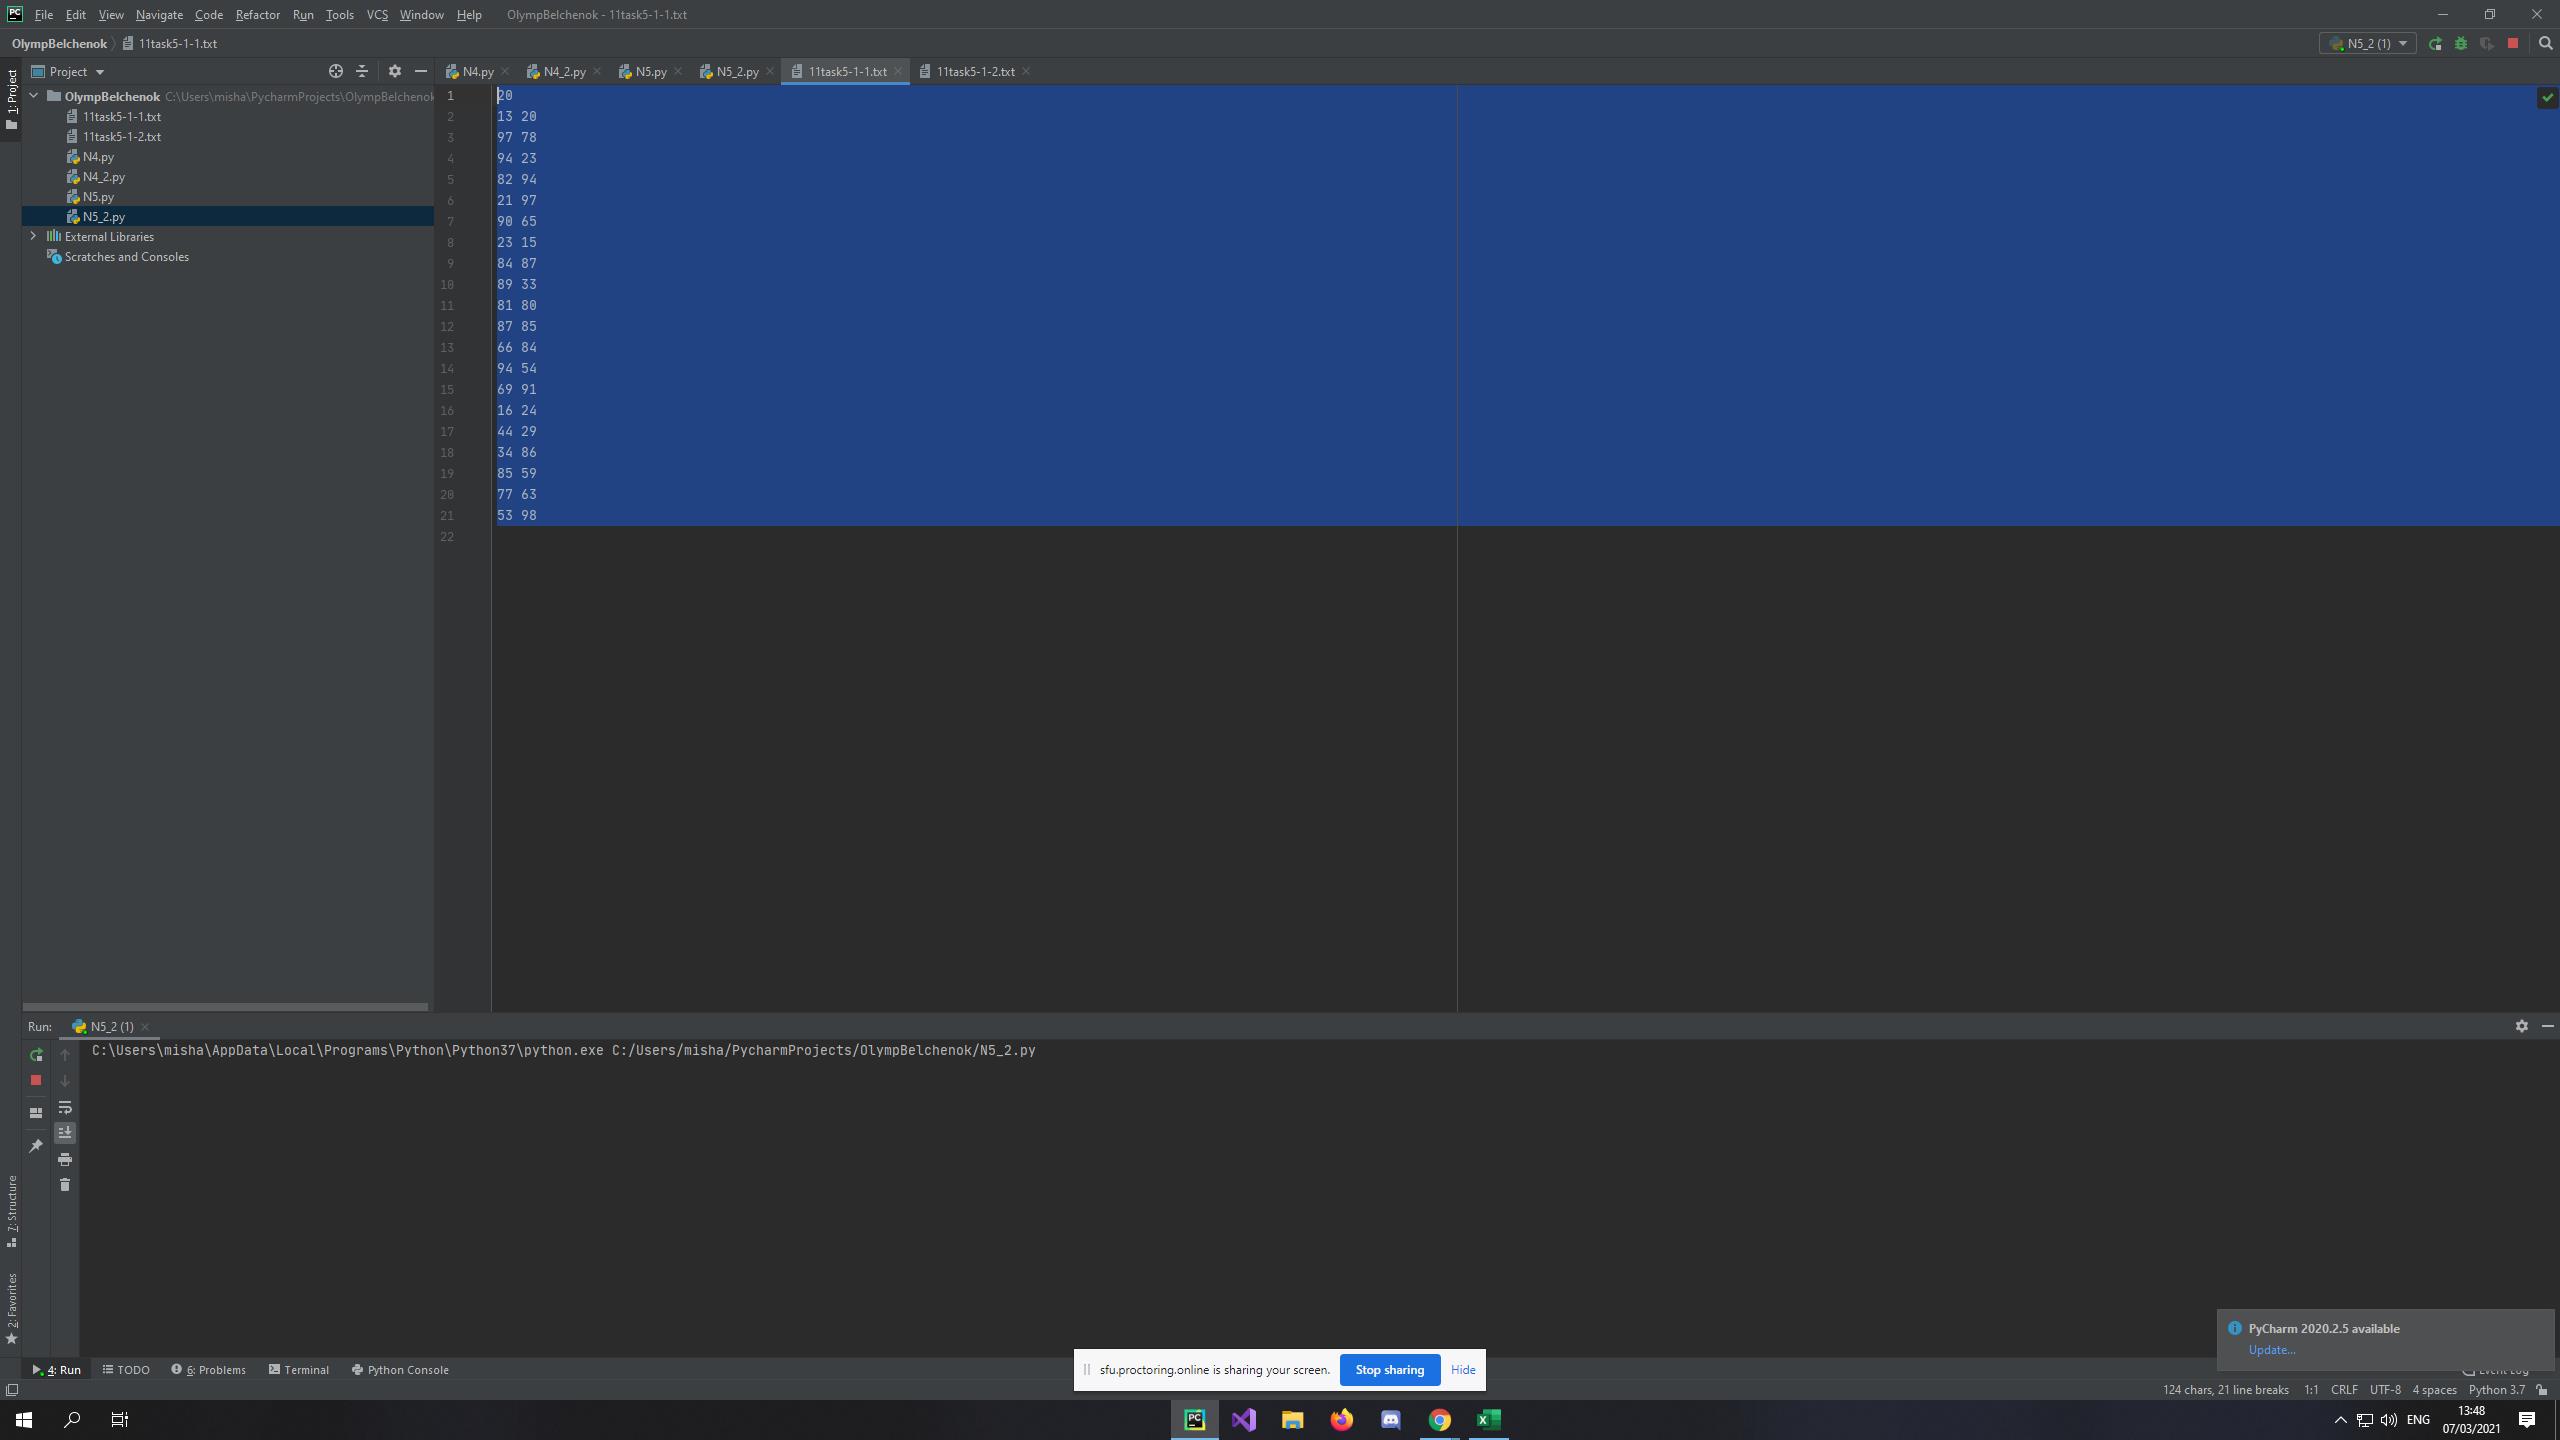 PC File Edit View Navigate Code Refactor Run Tools VCS Window Help OlympBelchenok - 11task5-1-1.txt
OlympBelchenok 11task5-1-1.txt N5_2 (1)
1: Project
Project
N4.py N4_2.py N5.py N5_2.py 11task5-1-1.txt 11task5-1-2.txt
OlympBelchenok C:\Users\misha\PycharmProjects\OlympBelchenok
11task5-1-1.txt
11task5-1-2.txt
N4.py
N4_2.py
N5.py
N5_2.py
External Libraries
Scratches and Consoles
1 20
2 13 20
3 97 78
4 94 23
5 82 94
6 21 97
7 90 65
8 23 15
9 84 87
10 89 33
11 81 80
12 87 85
13 66 84
14 94 54
15 69 91
16 16 24
17 44 29
18 34 86
19 85 59
20 77 63
21 53 98
22
Run: N5_2 (1)
C:\Users\misha\AppData\Local\Programs\Python\Python37\python.exe C:/Users/misha/PycharmProjects/OlympBelchenok/N5_2.py
7: Structure
2: Favorites
PyCharm 2020.2.5 available
Update...
4: Run TODO 6: Problems Terminal Python Console
sfu.proctoring.online is sharing your screen. Stop sharing Hide
Event Log
124 chars, 21 line breaks 1:1 CRLF UTF-8 4 spaces Python 3.7
PC
ENG
13:48
07/03/2021